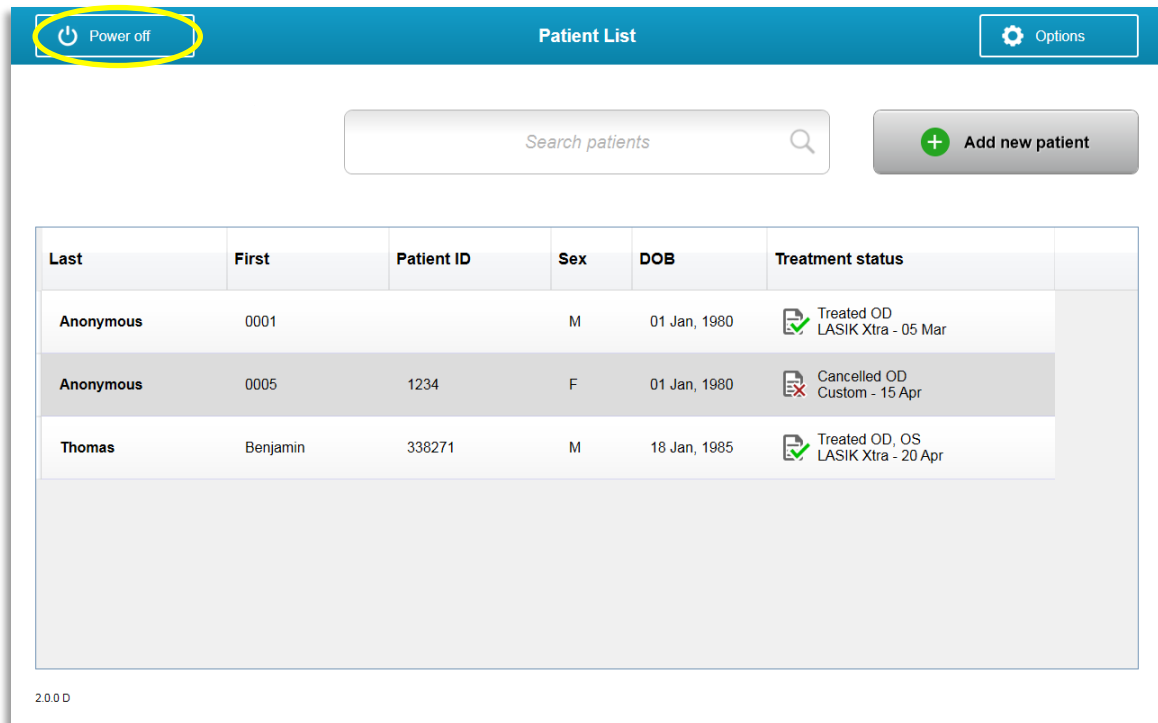 Power off Patient List Options
Search patients Add new patient
Last First Patient ID Sex DOB Treatment status
Anonymous 0001 M 01 Jan, 1980 Treated OD
LASIK Xtra - 05 Mar
Anonymous 0005 1234 F 01 Jan, 1980 Cancelled OD
Custom - 15 Apr
Thomas Benjamin 338271 M 18 Jan, 1985 Treated OD, OS
LASIK Xtra - 20 Apr
2.0.0 D